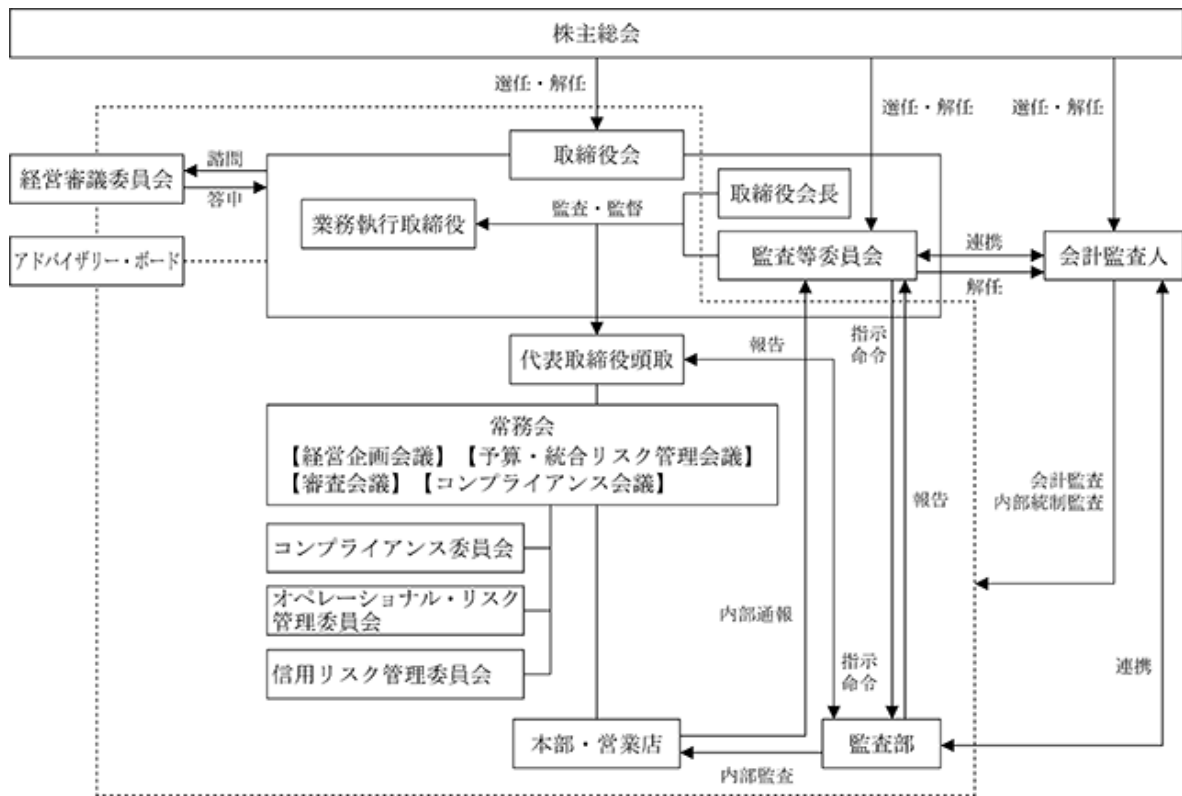 株主総会
選任・解任
選任・解任
選任・解任
取締役会
経営審議委員会
諮問
答申
取締役会長
業務執行取締役
監査・監督
アドバイザリー・ボード
監査等委員会
連携
解任
会計監査人
代表取締役頭取
報告
指示
命令
常務会
【経営企画会議】【予算・統合リスク管理会議】
【審査会議】【コンプライアンス会議】
報告
会計監査
内部統制監査
コンプライアンス委員会
オペレーショナル・リスク
管理委員会
内部通報
信用リスク管理委員会
指示
命令
連携
本部・営業店
監査部
内部監査